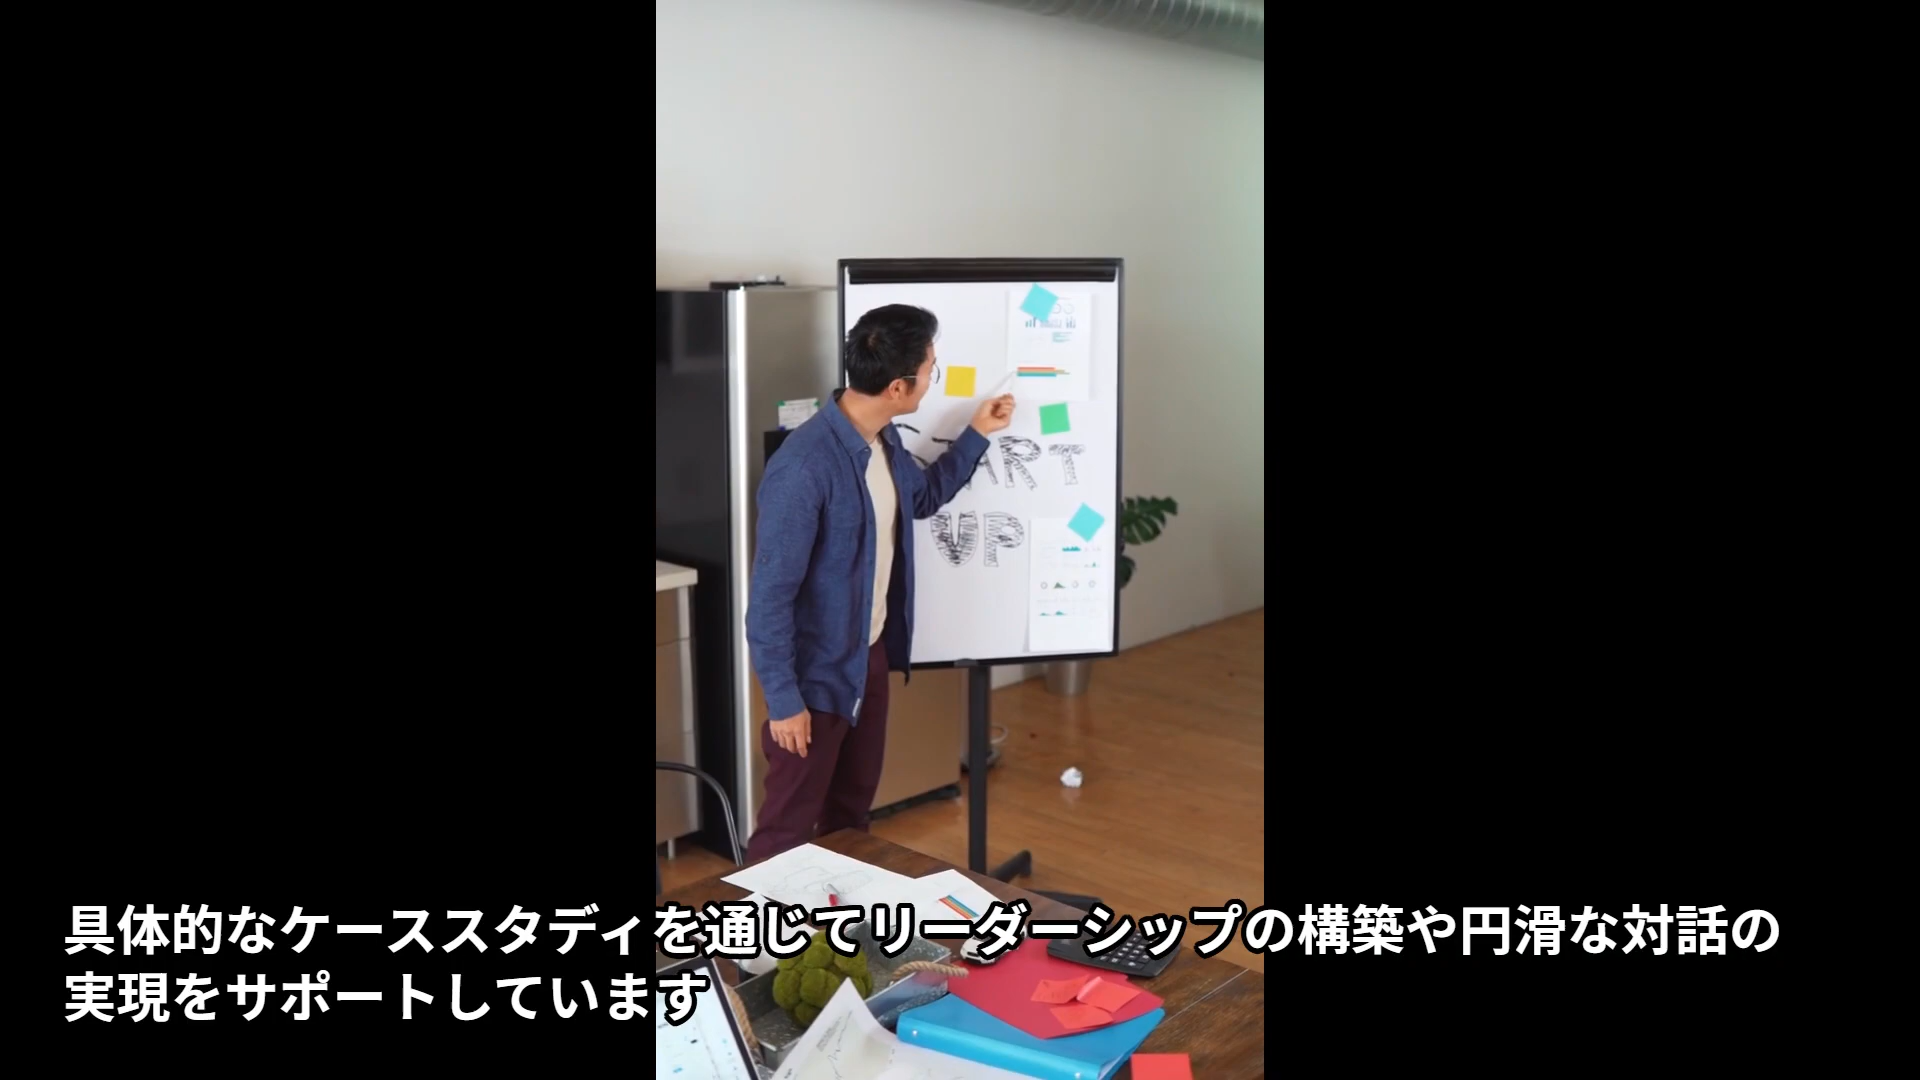 START
UP
具体的なケーススタディを通じてリーダーシップの構築や円滑な対話の
実現をサポートしています